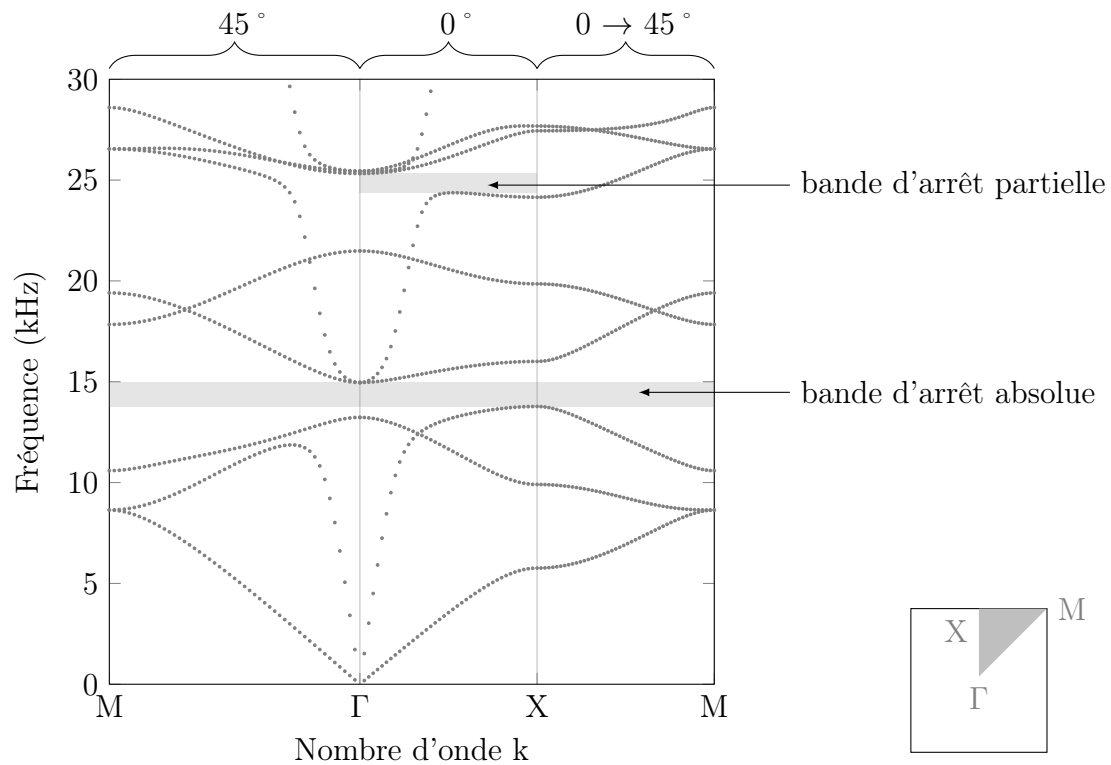 45° 0° 0 → 45°
30
25
20
15
10
5
0
Fréquence (kHz)
bande d'arrêt partielle
bande d'arrêt absolue
M Γ X M
Nombre d'onde k
X
M
Γ